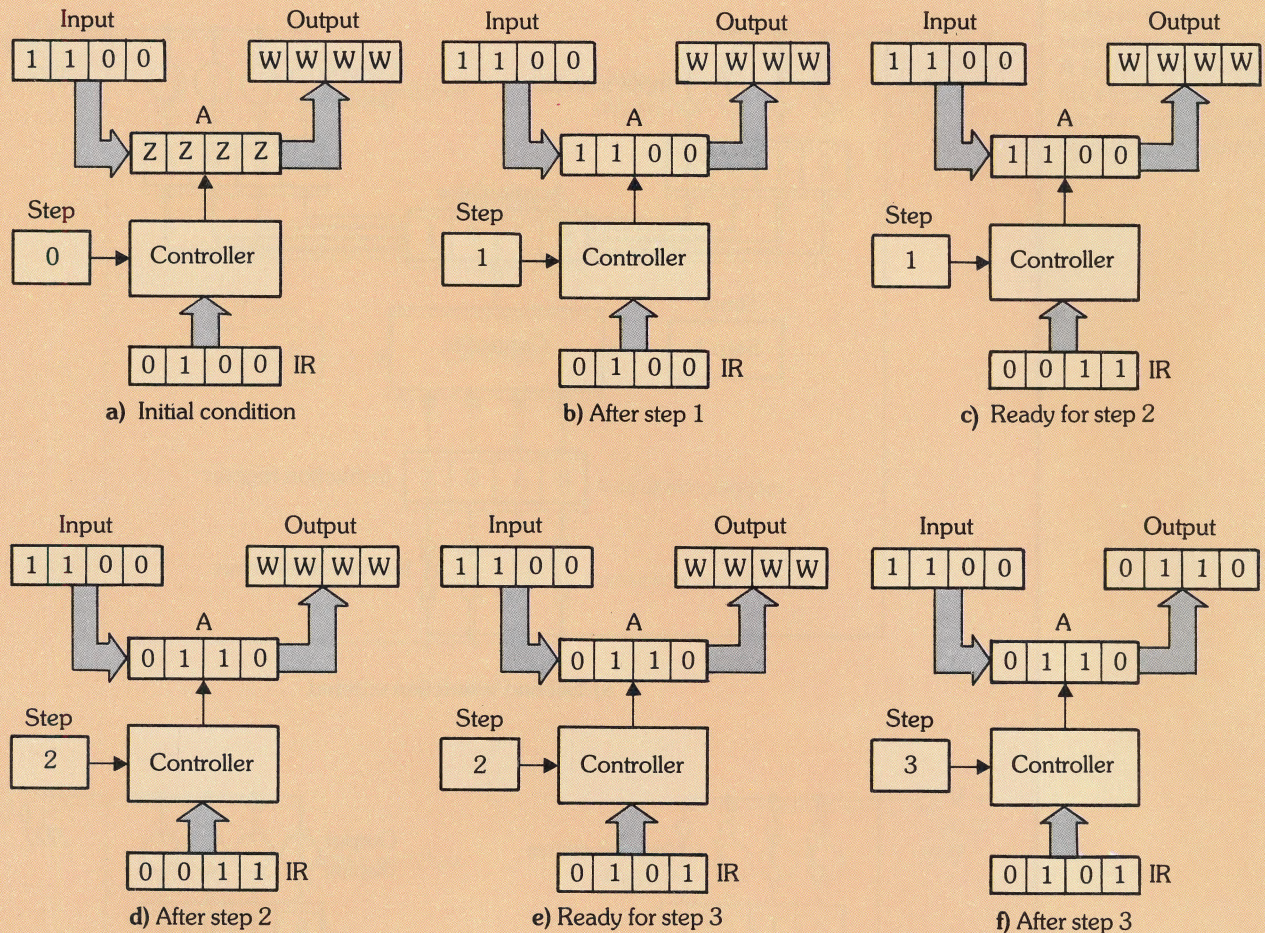 Input Output
1 1 0 0 W W W W
A
Z Z Z Z
Step
0 Controller
0 1 0 0 IR
a) Initial condition
Input Output
1 1 0 0 W W W W
A
1 1 0 0
Step
1 Controller
0 1 0 0 IR
b) After step 1
Input Output
1 1 0 0 W W W W
A
1 1 0 0
Step
1 Controller
0 0 1 1 IR
c) Ready for step 2
Input Output
1 1 0 0 W W W W
A
0 1 1 0
Step
2 Controller
0 0 1 1 IR
d) After step 2
Input Output
1 1 0 0 W W W W
A
0 1 1 0
Step
2 Controller
0 1 0 1 IR
e) Ready for step 3
Input Output
1 1 0 0 0 1 1 0
A
0 1 1 0
Step
3 Controller
0 1 0 1 IR
f) After step 3